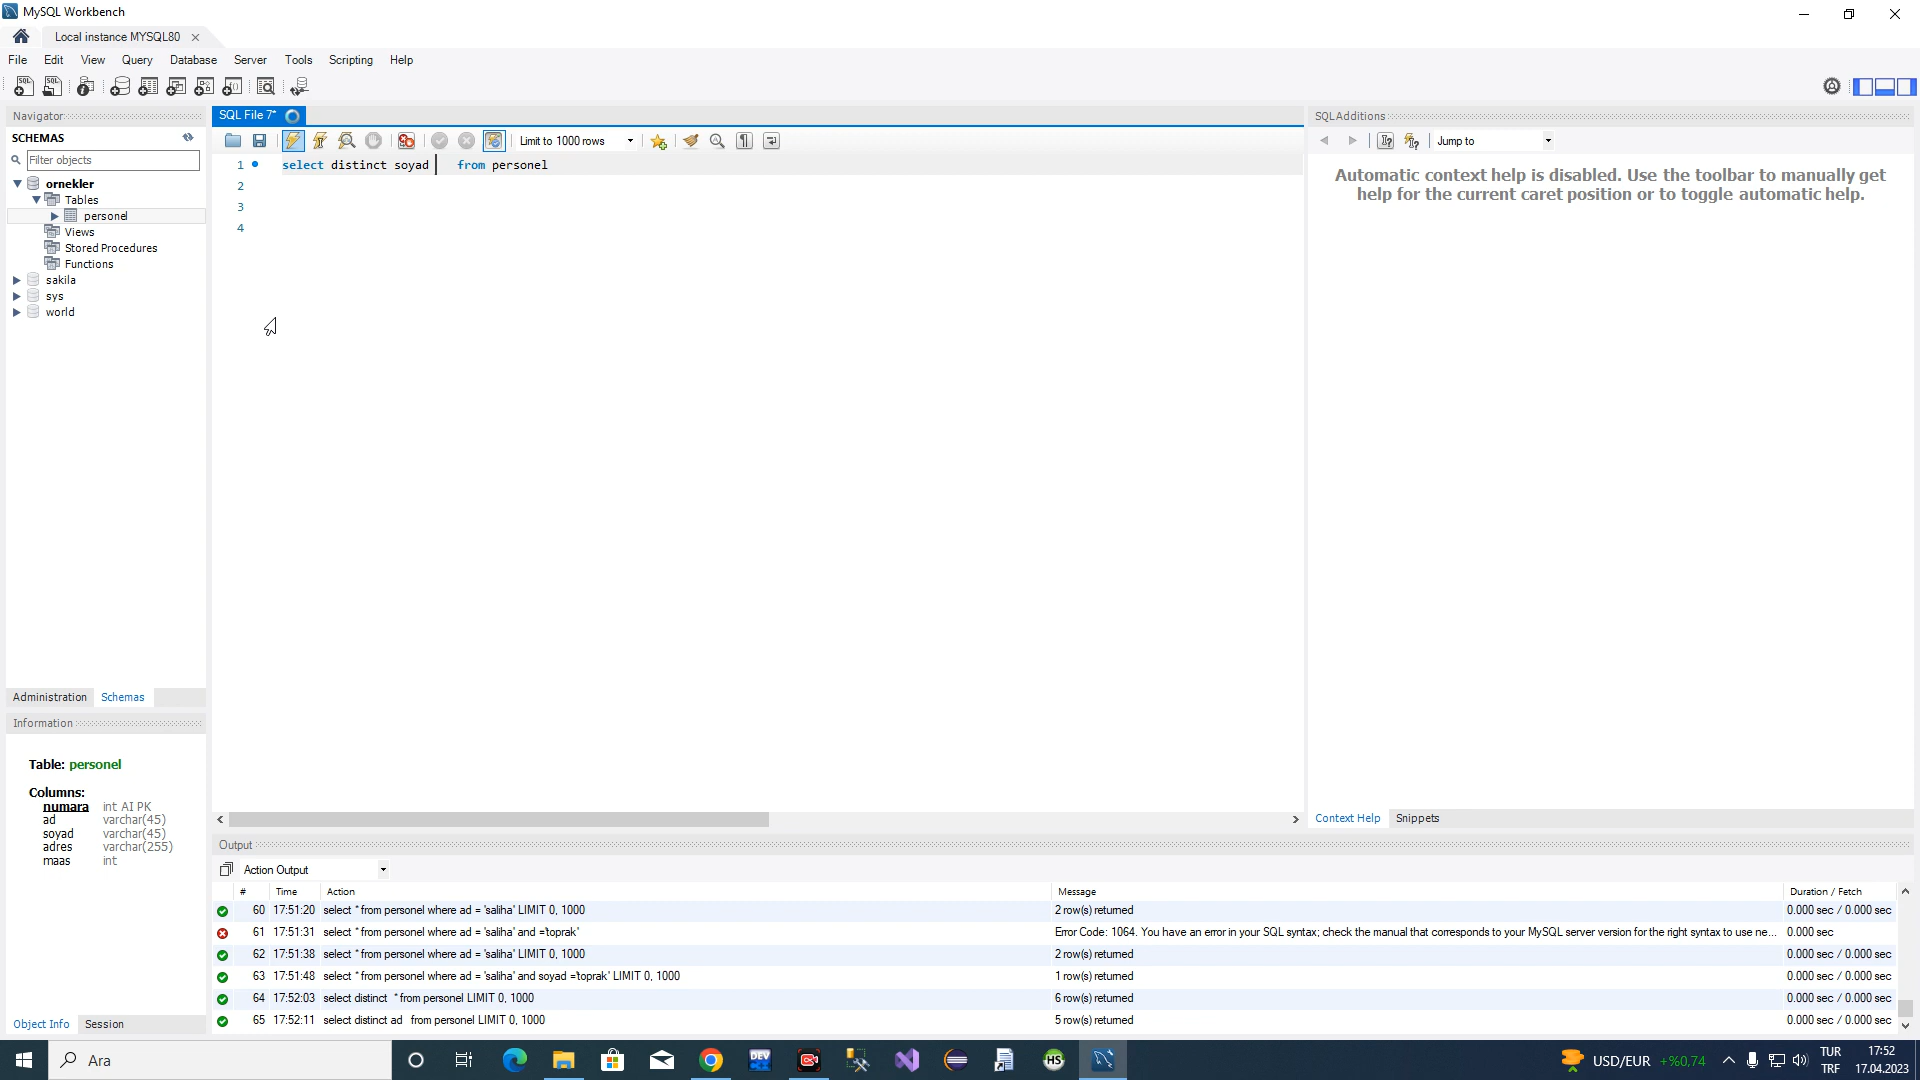 MySQL Workbench
Local instance MYSQL80
File Edit View Query Database Server Tools Scripting Help
Navigator
SCHEMAS
Filter objects
ornekler
Tables
personel
Views
Stored Procedures
Functions
sakila
sys
world
Administration Schemas
Information
Table: personel
Columns:
numara int AI PK
ad varchar(45)
soyad varchar(45)
adres varchar(255)
maas int
Object Info Session
SQL File 7*
Limit to 1000 rows
1 select distinct soyad from personel
2
3
4
SQLAdditions
Jump to
Automatic context help is disabled. Use the toolbar to manually get
help for the current caret position or to toggle automatic help.
Context Help Snippets
Output
Action Output
# Time Action Message Duration / Fetch
60 17:51:20 select * from personel where ad = 'saliha' LIMIT 0, 1000 2 row(s) returned 0.000 sec / 0.000 sec
61 17:51:31 select * from personel where ad = 'saliha' and ='toprak' Error Code: 1064. You have an error in your SQL syntax; check the manual that corresponds to your MySQL server version for the right syntax to use ne... 0.000 sec
62 17:51:38 select * from personel where ad = 'saliha' LIMIT 0, 1000 2 row(s) returned 0.000 sec / 0.000 sec
63 17:51:48 select * from personel where ad = 'saliha' and soyad ='toprak' LIMIT 0, 1000 1 row(s) returned 0.000 sec / 0.000 sec
64 17:52:03 select distinct * from personel LIMIT 0, 1000 6 row(s) returned 0.000 sec / 0.000 sec
65 17:52:11 select distinct ad from personel LIMIT 0, 1000 5 row(s) returned 0.000 sec / 0.000 sec
Ara
DEV
HS
USD/EUR +%0,74
TUR
TRF
17:52
17.04.2023